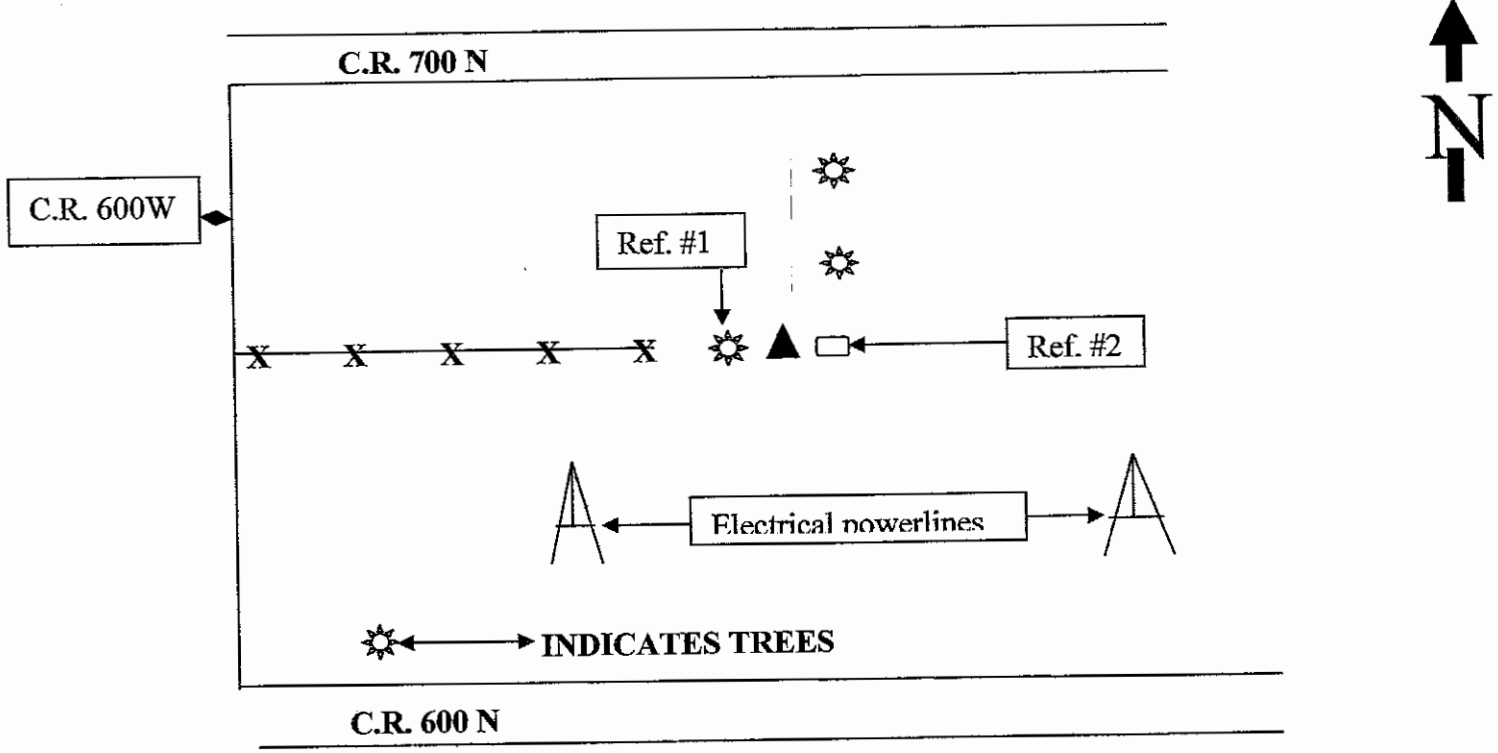 C.R. 700 N
N
C.R. 600W
Ref. #1
X X X X X
Ref. #2
Electrical powerlines
INDICATES TREES
C.R. 600 N